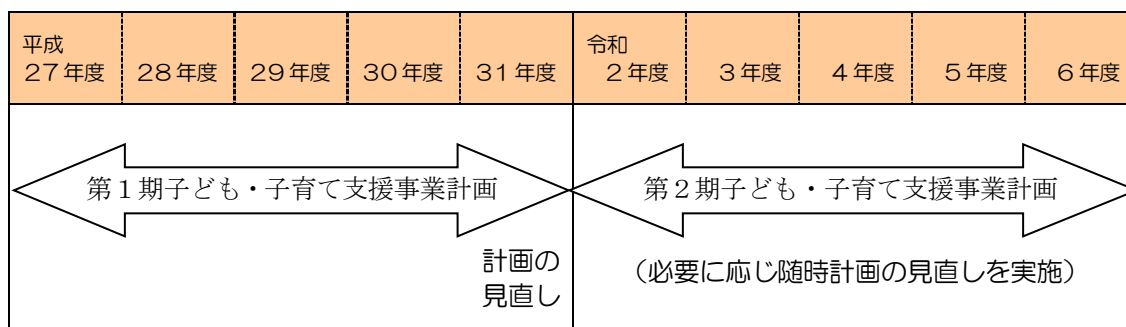 平成 令和
27年度 28年度 29年度 30年度 31年度 2年度 3年度 4年度 5年度 6年度
第1期子ども・子育て支援事業計画 第2期子ども・子育て支援事業計画
計画の
見直し
（必要に応じ随時計画の見直しを実施）